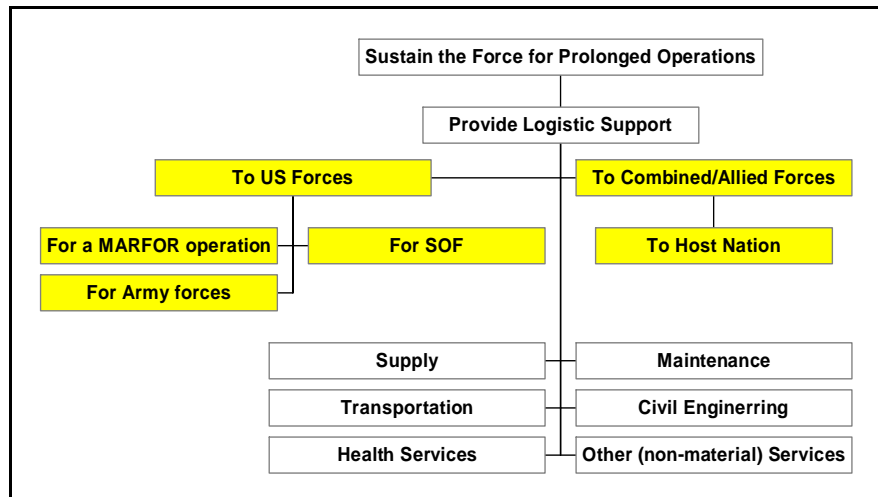 Sustain the Force for Prolonged Operations
Provide Logistic Support
To US Forces
To Combined/Allied Forces
For a MARFOR operation
For SOF
To Host Nation
For Army forces
Supply
Maintenance
Transportation
Civil Enginerring
Health Services
Other (non-material) Services